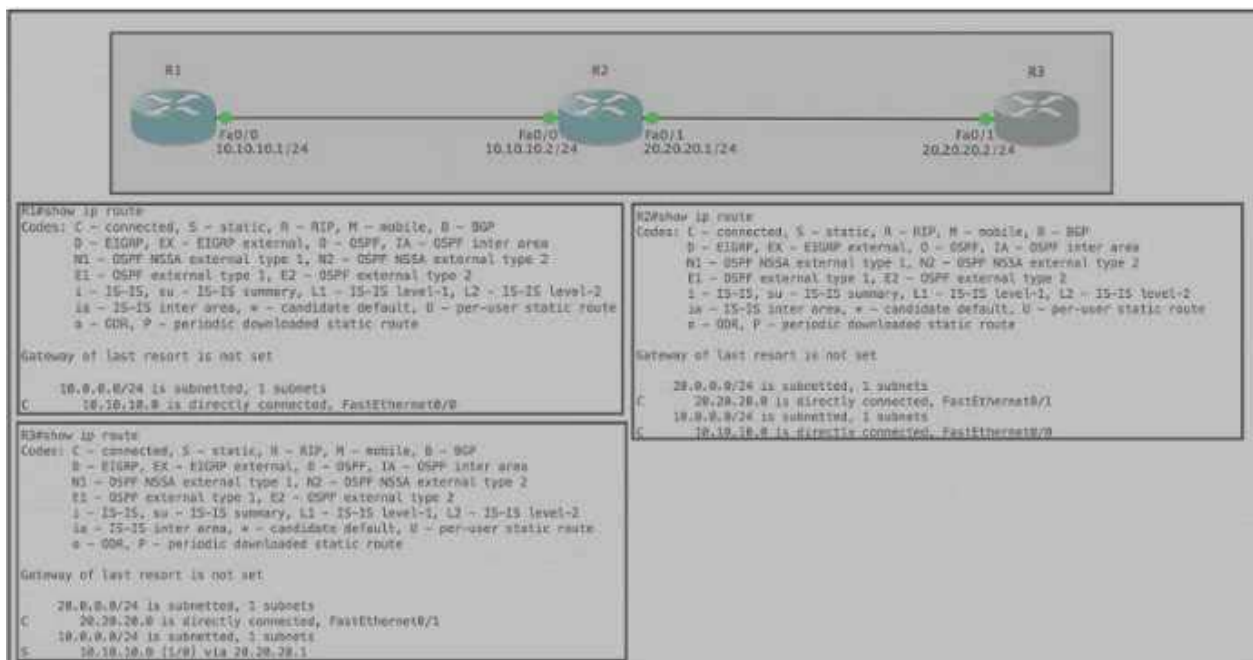 R1
R2
R3
Fa0/0
10.10.10.1/24
Fa0/0
10.10.10.2/24
Fa0/1
20.20.20.1/24
Fa0/1
20.20.20.2/24
R1#show ip route
Codes: C - connected, S - static, R - RIP, M - mobile, B - BGP
D - EIGRP, EX - EIGRP external, O - OSPF, IA - OSPF inter area
N1 - OSPF NSSA external type 1, N2 - OSPF NSSA external type 2
E1 - OSPF external type 1, E2 - OSPF external type 2
i - IS-IS, su - IS-IS summary, L1 - IS-IS level-1, L2 - IS-IS level-2
ia - IS-IS inter area, * - candidate default, U - per-user static route
o - ODR, P - periodic downloaded static route
Gateway of last resort is not set
10.0.0.0/24 is subnetted, 1 subnets
C 10.10.10.0 is directly connected, FastEthernet0/0
R2#show ip route
Codes: C - connected, S - static, R - RIP, M - mobile, B - BGP
D - EIGRP, EX - EIGRP external, O - OSPF, IA - OSPF inter area
N1 - OSPF NSSA external type 1, N2 - OSPF NSSA external type 2
E1 - OSPF external type 1, E2 - OSPF external type 2
i - IS-IS, su - IS-IS summary, L1 - IS-IS level-1, L2 - IS-IS level-2
ia - IS-IS inter area, * - candidate default, U - per-user static route
o - ODR, P - periodic downloaded static route
Gateway of last resort is not set
20.0.0.0/24 is subnetted, 1 subnets
C 20.20.20.0 is directly connected, FastEthernet0/1
10.0.0.0/24 is subnetted, 1 subnets
C 10.10.10.0 is directly connected, FastEthernet0/0
R3#show ip route
Codes: C - connected, S - static, R - RIP, M - mobile, B - BGP
D - EIGRP, EX - EIGRP external, O - OSPF, IA - OSPF inter area
N1 - OSPF NSSA external type 1, N2 - OSPF NSSA external type 2
E1 - OSPF external type 1, E2 - OSPF external type 2
i - IS-IS, su - IS-IS summary, L1 - IS-IS level-1, L2 - IS-IS level-2
ia - IS-IS inter area, * - candidate default, U - per-user static route
o - ODR, P - periodic downloaded static route
Gateway of last resort is not set
20.0.0.0/24 is subnetted, 1 subnets
C 20.20.20.0 is directly connected, FastEthernet0/1
10.0.0.0/24 is subnetted, 1 subnets
S 10.10.10.0 [1/0] via 20.20.20.1